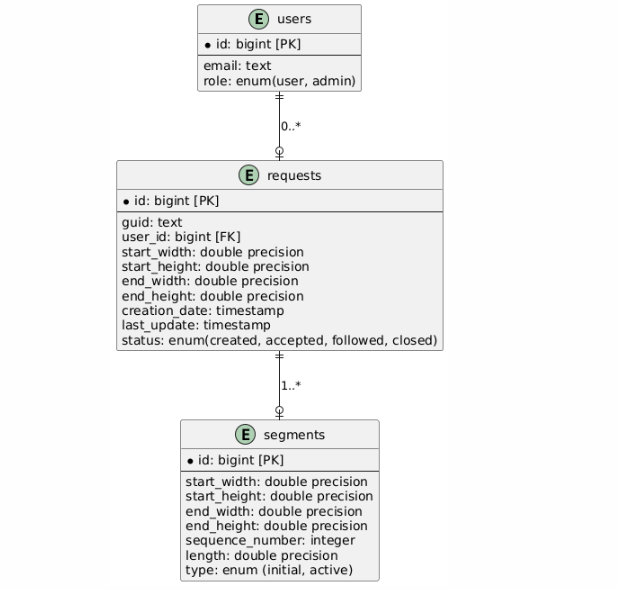 E users
* id: bigint [PK]
email: text
role: enum(user, admin)
0..*
E requests
* id: bigint [PK]
guid: text
user_id: bigint [FK]
start_width: double precision
start_height: double precision
end_width: double precision
end_height: double precision
creation_date: timestamp
last_update: timestamp
status: enum(created, accepted, followed, closed)
1..*
E segments
* id: bigint [PK]
start_width: double precision
start_height: double precision
end_width: double precision
end_height: double precision
sequence_number: integer
length: double precision
type: enum (initial, active)